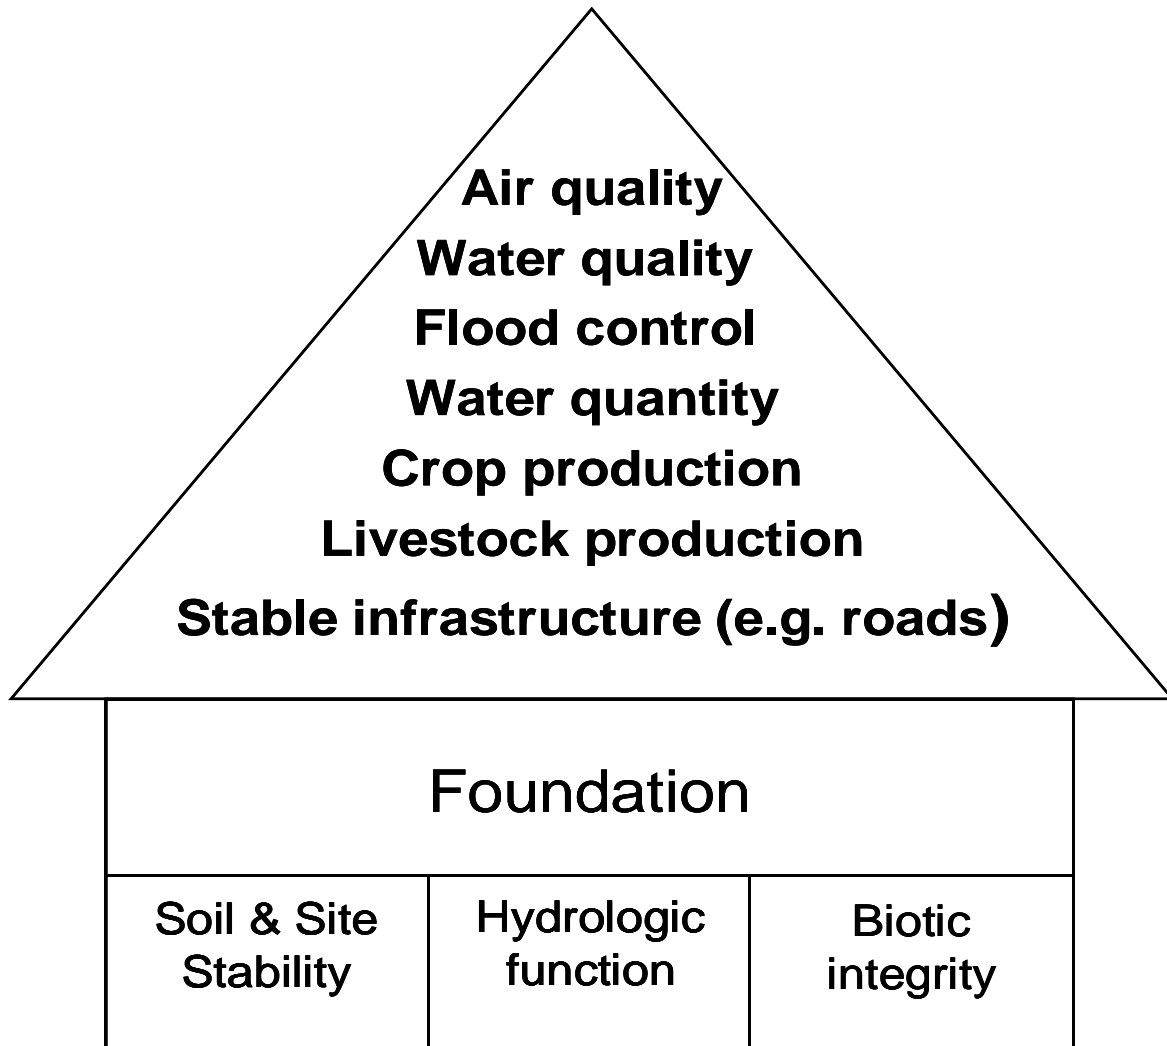 Air quality
Water quality
Flood control
Water quantity
Crop production
Livestock production
Stable infrastructure (e.g. roads)
Foundation
Soil & Site
Stability
Hydrologic
function
Biotic
integrity